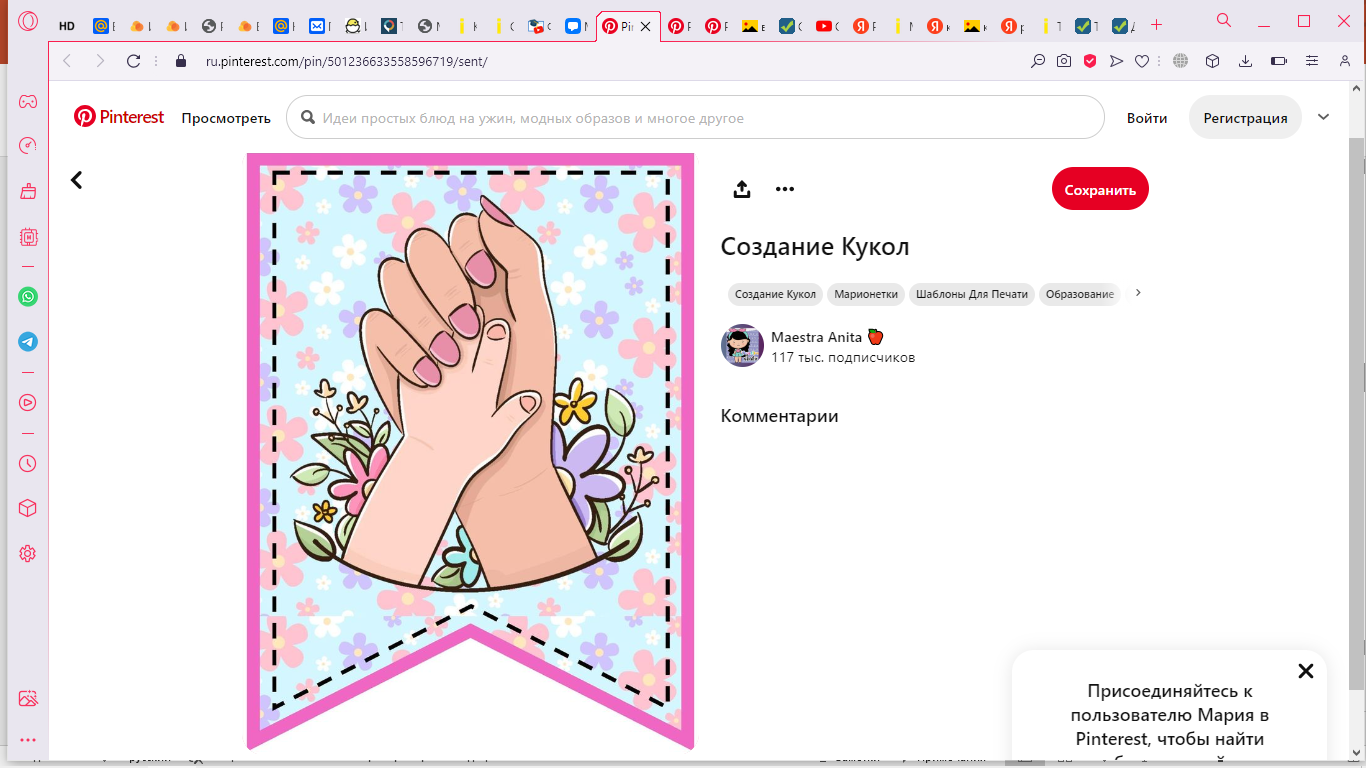 HD
ru.pinterest.com/pin/501236633558596719/sent/
Pinterest
Просмотреть
Идеи простых блюд на ужин, модных образов и многое другое
Войти
Регистрация
Сохранить
Создание Кукол
Создание Кукол
Марионетки
Шаблоны Для Печати
Образование
Maestra Anita
117 тыс. подписчиков
Комментарии
Присоединяйтесь к
пользователю Мария в
Pinterest, чтобы найти